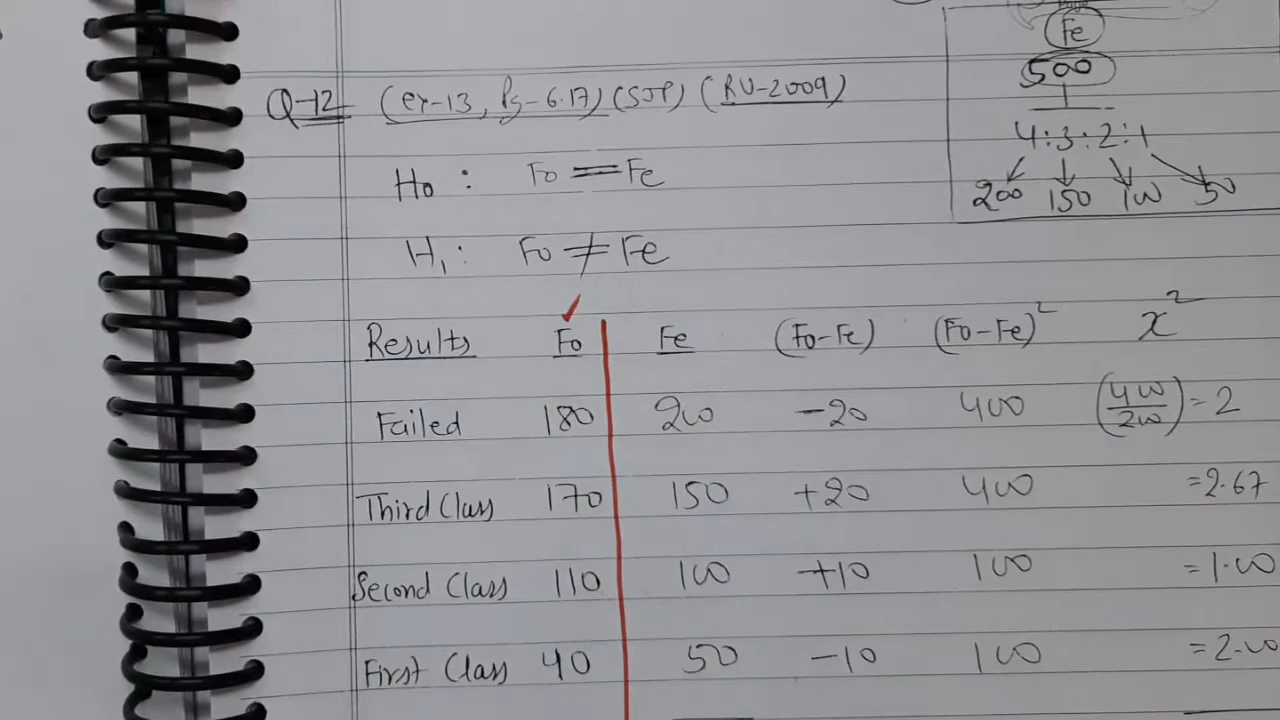 Fe
500
4:3:2:1
200 150 100 50
Q-12 (ex-13, Pg-6.17) (SJP) (RU-2009)
H0 : Fo = Fe
H1 : Fo ≠ Fe
Results Fo Fe (Fo-Fe) (Fo-Fe)² x²
Failed 180 200 -20 400 (400/200) = 2
Third Class 170 150 +20 400 = 2.67
Second Class 110 100 +10 100 = 1.00
First Class 40 50 -10 100 = 2.00